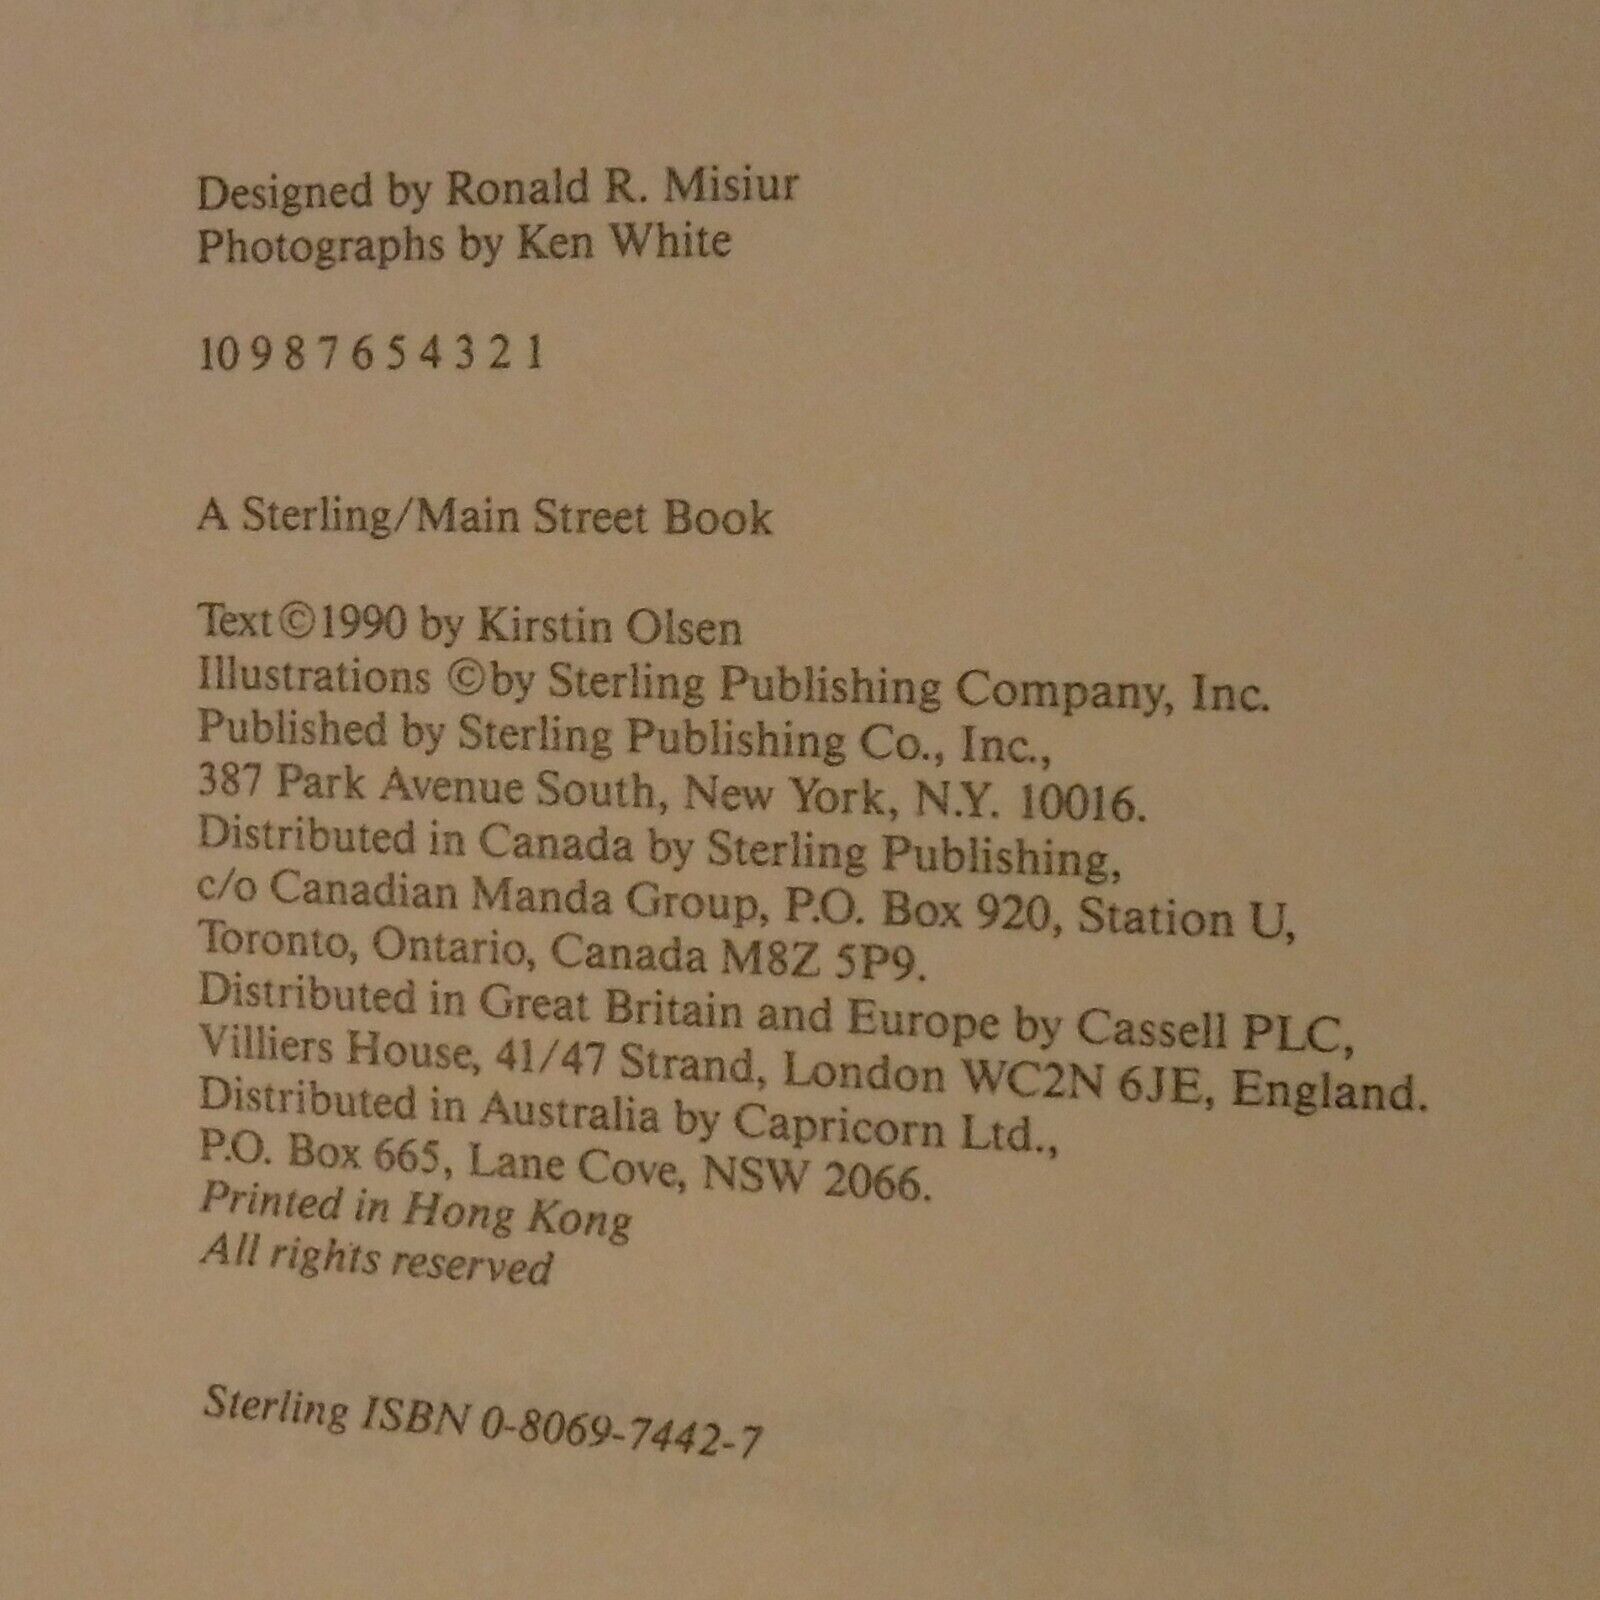 Designed by Ronald R. Misiur
Photographs by Ken White
10 9 8 7 6 5 4 3 2 1
A Sterling/Main Street Book
Text ©1990 by Kirstin Olsen
Illustrations ©by Sterling Publishing Company, Inc.
Published by Sterling Publishing Co., Inc.,
387 Park Avenue South, New York, N.Y. 10016.
Distributed in Canada by Sterling Publishing,
c/o Canadian Manda Group, P.O. Box 920, Station U,
Toronto, Ontario, Canada M8Z 5P9.
Distributed in Great Britain and Europe by Cassell PLC,
Villiers House, 41/47 Strand, London WC2N 6JE, England.
Distributed in Australia by Capricorn Ltd.,
P.O. Box 665, Lane Cove, NSW 2066.
Printed in Hong Kong
All rights reserved
Sterling ISBN 0-8069-7442-7